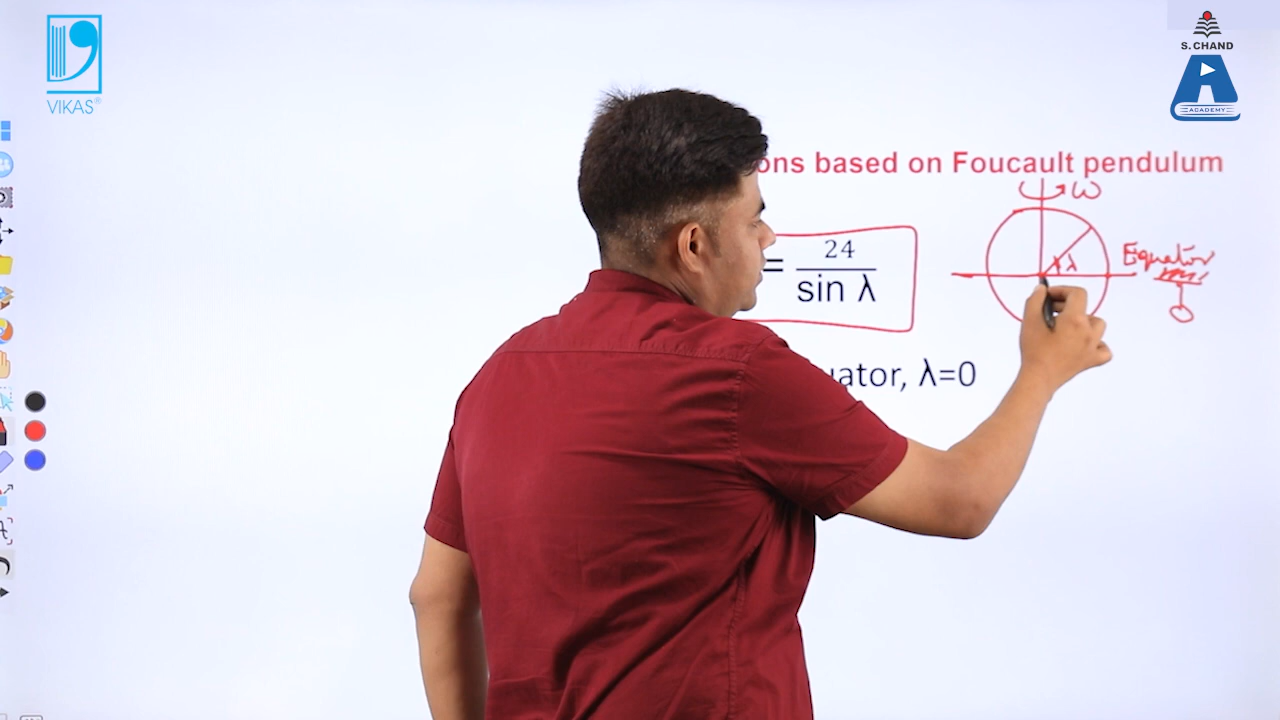 VIKAS®
S. CHAND
ACADEMY
ons based on Foucault pendulum
ω
= 24 / sin λ
λ
Equator
uator, λ=0